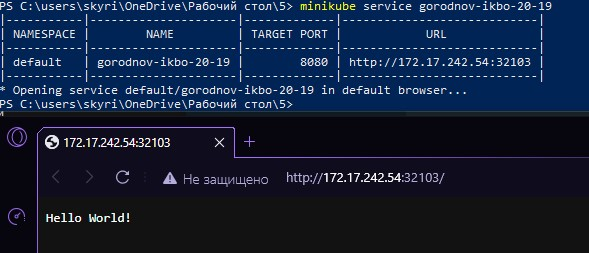 PS C:\users\skyri\OneDrive\Рабочий стол\5> minikube service gorodnov-ikbo-20-19
|-----------|---------------------|-------------|-----------------------------|
| NAMESPACE | NAME | TARGET PORT | URL |
|-----------|---------------------|-------------|-----------------------------|
| default | gorodnov-ikbo-20-19 | 8080 | http://172.17.242.54:32103 |
|-----------|---------------------|-------------|-----------------------------|
* Opening service default/gorodnov-ikbo-20-19 in default browser...
PS C:\users\skyri\OneDrive\Рабочий стол\5>
172.17.242.54:32103
Не защищено http://172.17.242.54:32103/
Hello World!